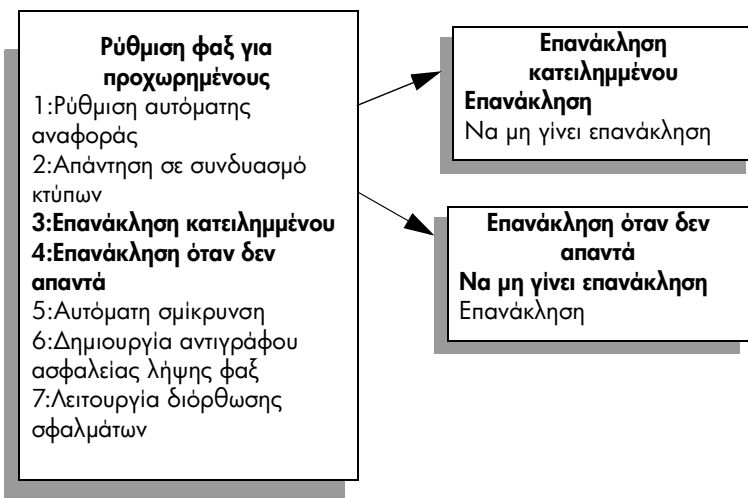 Ρύθμιση φαξ για
προχωρημένους
1:Ρύθμιση αυτόματης
αναφοράς
2:Απάντηση σε συνδυασμό
κτύπων
3:Επανάκληση κατειλημμένου
4:Επανάκληση όταν δεν
απαντά
5:Αυτόματη σμίκρυνση
6:Δημιουργία αντιγράφου
ασφαλείας λήψης φαξ
7:Λειτουργία διόρθωσης
σφαλμάτων
Επανάκληση
κατειλημμένου
Επανάκληση
Να μη γίνει επανάκληση
Επανάκληση όταν δεν
απαντά
Να μη γίνει επανάκληση
Επανάκληση